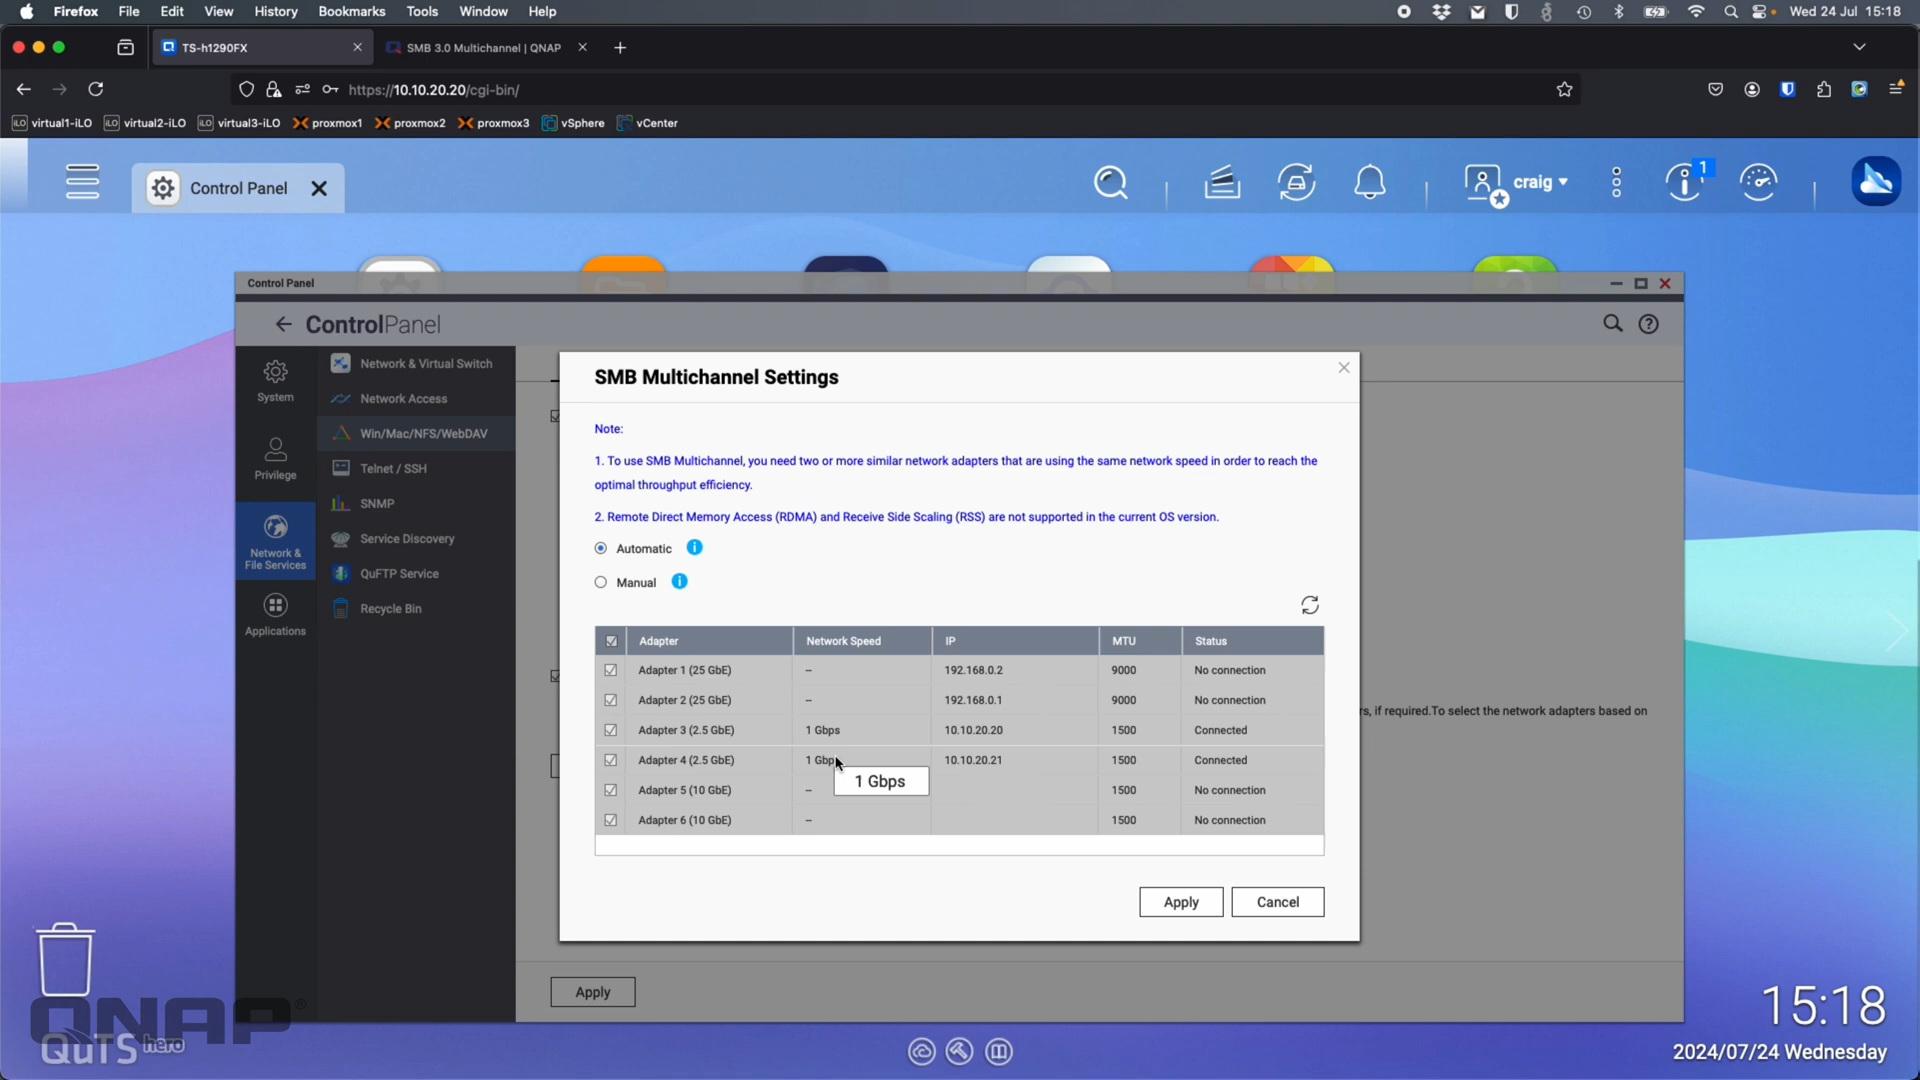 Firefox File Edit View History Bookmarks Tools Window Help Wed 24 Jul 15:18
TS-h1290FX SMB 3.0 Multichannel | QNAP
https://10.10.20.20/cgi-bin/
iLO virtual1-iLO iLO virtual2-iLO iLO virtual3-iLO proxmox1 proxmox2 proxmox3 vSphere vCenter
Control Panel craig 1
Control Panel
ControlPanel
System
Privilege
Network &
File Services
Applications
Network & Virtual Switch
Network Access
Win/Mac/NFS/WebDAV
Telnet / SSH
SNMP
Service Discovery
QuFTP Service
Recycle Bin
SMB Multichannel Settings
Note:
1. To use SMB Multichannel, you need two or more similar network adapters that are using the same network speed in order to reach the
optimal throughput efficiency.
2. Remote Direct Memory Access (RDMA) and Receive Side Scaling (RSS) are not supported in the current OS version.
Automatic
Manual
Adapter Network Speed IP MTU Status
Adapter 1 (25 GbE) -- 192.168.0.2 9000 No connection
Adapter 2 (25 GbE) -- 192.168.0.1 9000 No connection
Adapter 3 (2.5 GbE) 1 Gbps 10.10.20.20 1500 Connected
Adapter 4 (2.5 GbE) 1 Gbp 10.10.20.21 1500 Connected
1 Gbps
Adapter 5 (10 GbE) -- 1500 No connection
Adapter 6 (10 GbE) -- 1500 No connection
Apply Cancel
rs, if required.To select the network adapters based on
Apply
QNAP®
QuTS hero
15:18
2024/07/24 Wednesday